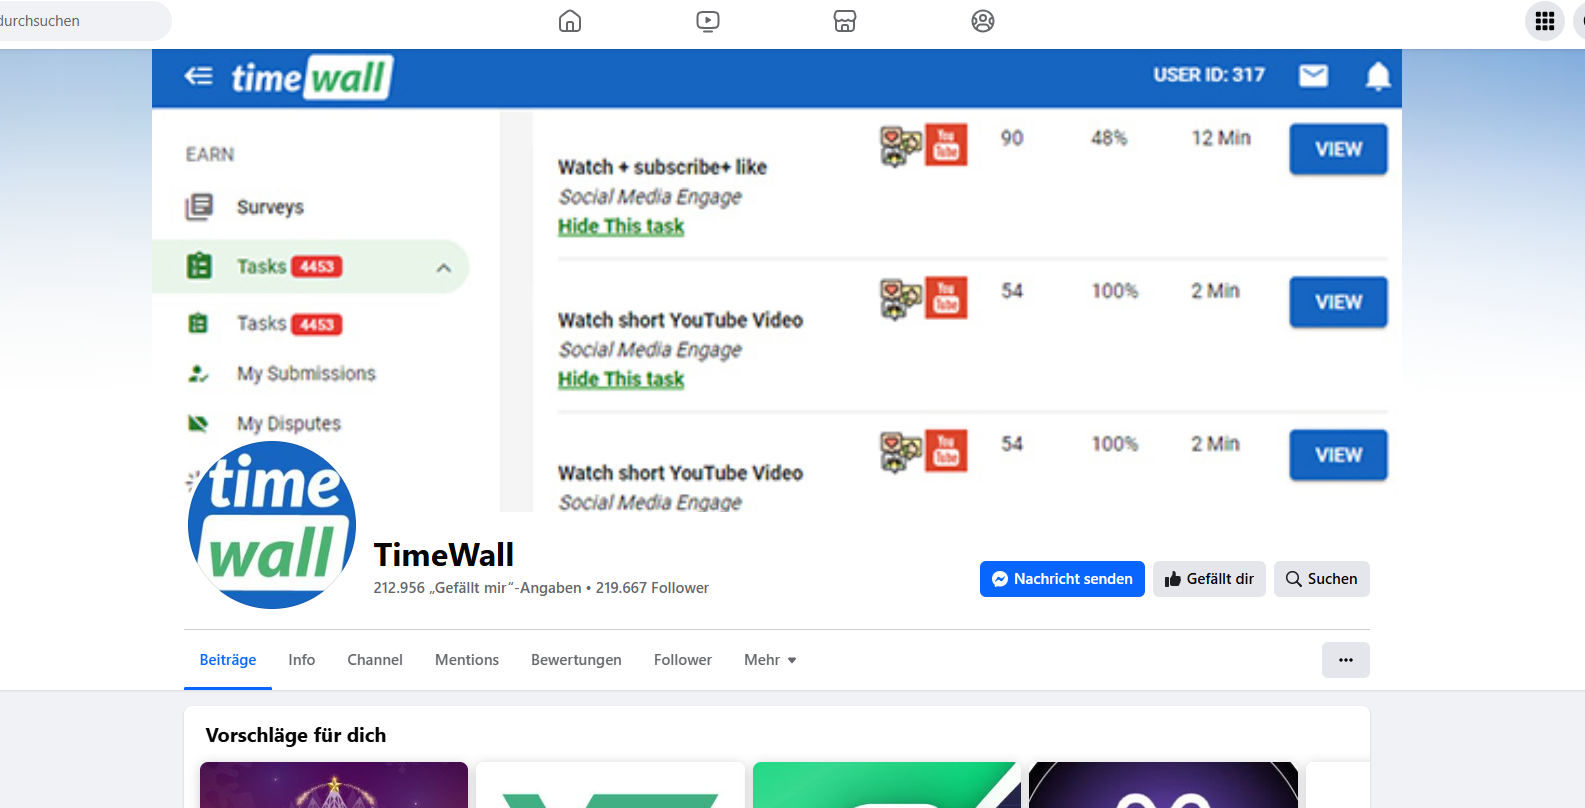 durchsuchen
time wall
USER ID: 317
EARN
Surveys
Tasks 4453
Tasks 4453
My Submissions
My Disputes
You Tube 90 48% 12 Min VIEW
Watch + subscribe+ like
Social Media Engage
Hide This task
You Tube 54 100% 2 Min VIEW
Watch short YouTube Video
Social Media Engage
Hide This task
You Tube 54 100% 2 Min VIEW
Watch short YouTube Video
Social Media Engage
time
wall
TimeWall
212.956 „Gefällt mir“-Angaben • 219.667 Follower
Nachricht senden Gefällt dir Suchen
Beiträge Info Channel Mentions Bewertungen Follower Mehr
Vorschläge für dich